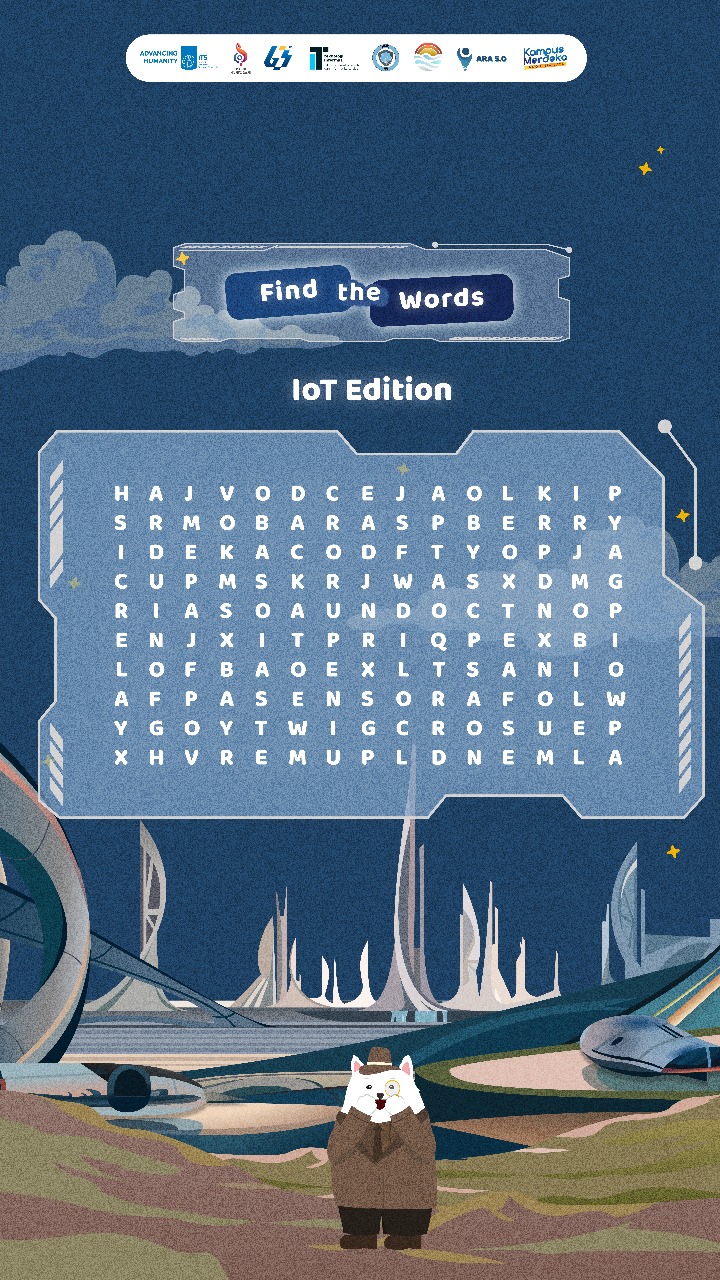 ADVANCING
HUMANITY
ITS
ARA 5.0
Kampus
Merdeka
Find the Words
IoT Edition
H A J V O D C E J A O L K I P
S R M O B A R A S P B E R R Y
I D E K A C O D F T Y O P J A
C U P M S K R J W A S X D M G
R I A S O A U N D O C T N O P
E N J X I T P R I Q P E X B I
L O F B A O E X L T S A N I O
A F P A S E N S O R A F O L W
Y G O Y T W I G C R O S U E P
X H V R E M U P L D N E M L A